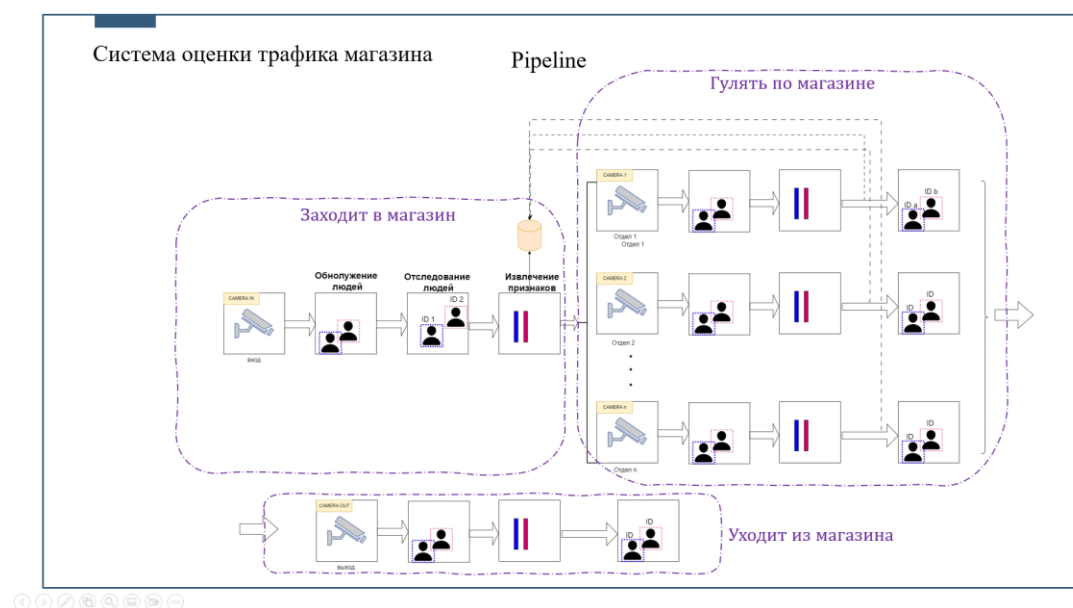 Система оценки трафика магазина
Pipeline
Гулять по магазине
CAMERA 1
Отдел 1
Отдел 1
ID b
ID a
Заходит в магазин
Обнолужение
людей
Отследование
людей
Извлечение
признаков
CAMERA IN
вход
ID 1
ID 2
CAMERA 2
Отдел 2
ID
ID
CAMERA n
Отдел n
ID
ID
CAMERA OUT
выход
ID
ID
Уходит из магазина